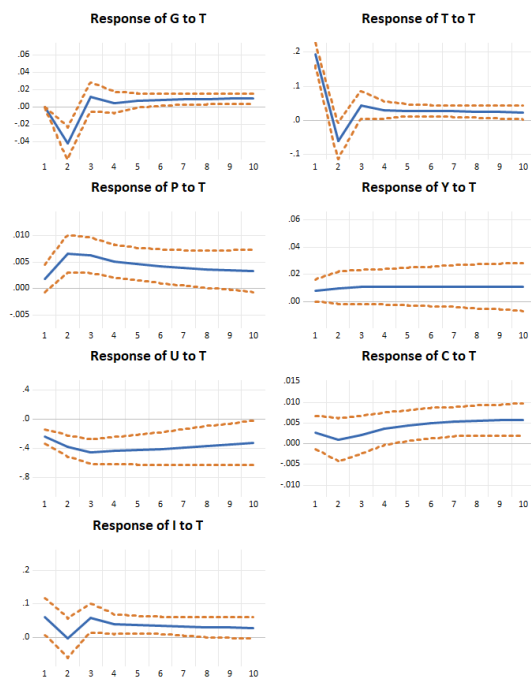 Response of G to T
.06
.04
.02
.00
-.02
-.04
1 2 3 4 5 6 7 8 9 10
Response of T to T
.2
.1
.0
-.1
1 2 3 4 5 6 7 8 9 10
Response of P to T
.010
.005
.000
-.005
1 2 3 4 5 6 7 8 9 10
Response of Y to T
.06
.04
.02
.00
1 2 3 4 5 6 7 8 9 10
Response of U to T
.4
.0
-.4
-.8
1 2 3 4 5 6 7 8 9 10
Response of C to T
.015
.010
.005
.000
-.005
-.010
1 2 3 4 5 6 7 8 9 10
Response of I to T
.2
.1
.0
1 2 3 4 5 6 7 8 9 10